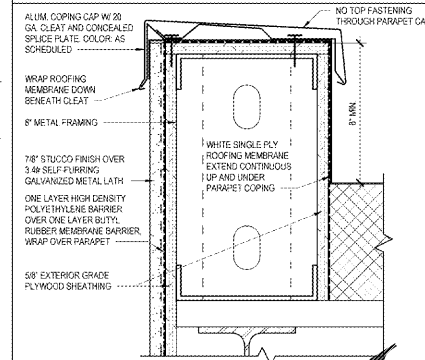 ALUM. COPING CAP W/ 20
GA. CLEAT AND CONCEALED
SPLICE PLATE, COLOR: AS
SCHEDULED
NO TOP FASTENING
THROUGH PARAPET CA
WRAP ROOFING
MEMBRANE DOWN
BENEATH CLEAT
6" METAL FRAMING
8" MIN
WHITE SINGLE PLY
ROOFING MEMBRANE
EXTEND CONTINUOUS
UP AND UNDER
PARAPET COPING
7/8" STUCCO FINISH OVER
3.4# SELF-FURRING
GALVANIZED METAL LATH
ONE LAYER HIGH DENSITY
POLYETHYLENE BARRIER
OVER ONE LAYER BUTYL
RUBBER MEMBRANE BARRIER,
WRAP OVER PARAPET
5/8" EXTERIOR GRADE
PLYWOOD SHEATHING